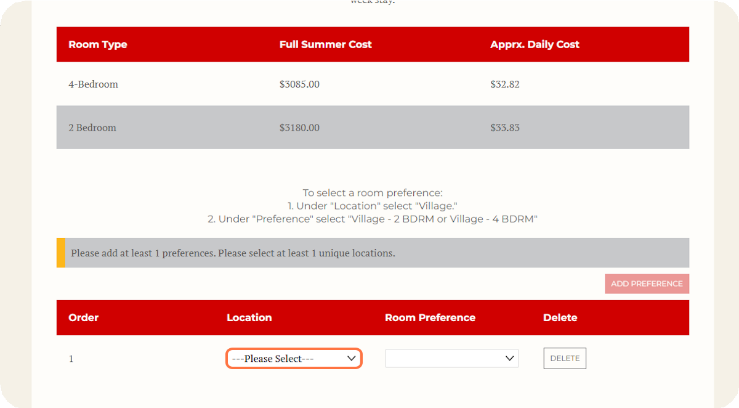 week stay.
Room Type Full Summer Cost Apprx. Daily Cost
4-Bedroom $3085.00 $32.82
2 Bedroom $3180.00 $33.83
To select a room preference:
1. Under "Location" select "Village."
2. Under "Preference" select "Village - 2 BDRM or Village - 4 BDRM"
Please add at least 1 preferences. Please select at least 1 unique locations.
ADD PREFERENCE
Order Location Room Preference Delete
1 ---Please Select--- DELETE